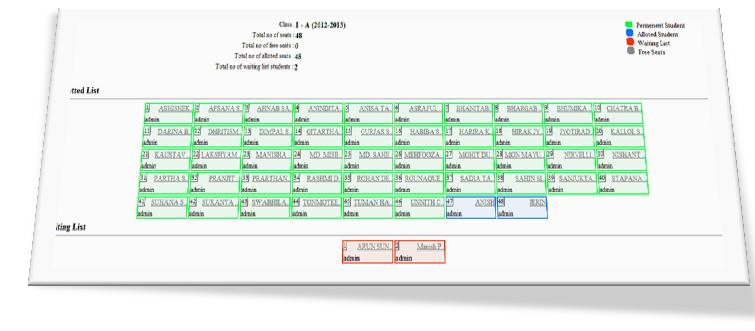 Class I - A (2012-2013)
Total no of seats : 48
Total no of free seats : 0
Total no of alloted seats 48
Total no of waiting list students : 2
Permenent Student
Alloted Student
Waiting List
Free Seats
tted List
1 ABHISHEK. 2 AFSANA S. 3 AHNAB SA. 4 ANINDITA. 5 ANISA TA. 6 ASRAFUL. 7 BHANITAB. 8 BHARGAB. 9 BHUMIKA. 10 CHATRA B.
admin admin admin admin admin admin admin admin admin admin
11 DARINA B. 12 DHRITISM. 13 DIMPAL S. 14 GITARTHA. 15 GURJAS S. 16 HABIBA S. 17 HARIRA K. 18 HIRAK JY. 19 JYOTIRAD. 20 KALLOL S.
admin admin admin admin admin admin admin admin admin admin
21 KAUSTAV. 22 LAKSHYAM. 23 MANISHA. 24 MD. MISB. 25 MD. SAHI. 26 MEHFOOZA. 27 MOHIT DU. 28 MON MAYU. 29 30 NISHANT
admin admin admin admin admin admin admin admin admin admin
31 PARTHA S. 32 PRANJIT 33 PRARTHAN. 34 RASHMI D. 35 ROHAN DE. 36 ROUNAQUE. 37 SADIA TA. 38 SAHIN SI. 39 SANJUKTA. 40 STAPANA.
admin admin admin admin admin admin admin admin admin admin
41 SUHANA S. 42 SUKANYA. 43 SWABHILA. 44 TONMOYEE. 45 TUMAN HA. 46 UNNITH C. 47 ANISH 48
admin admin admin admin admin admin admin admin
iting List
1 ARUN SUN. 2 Manish P.
admin admin